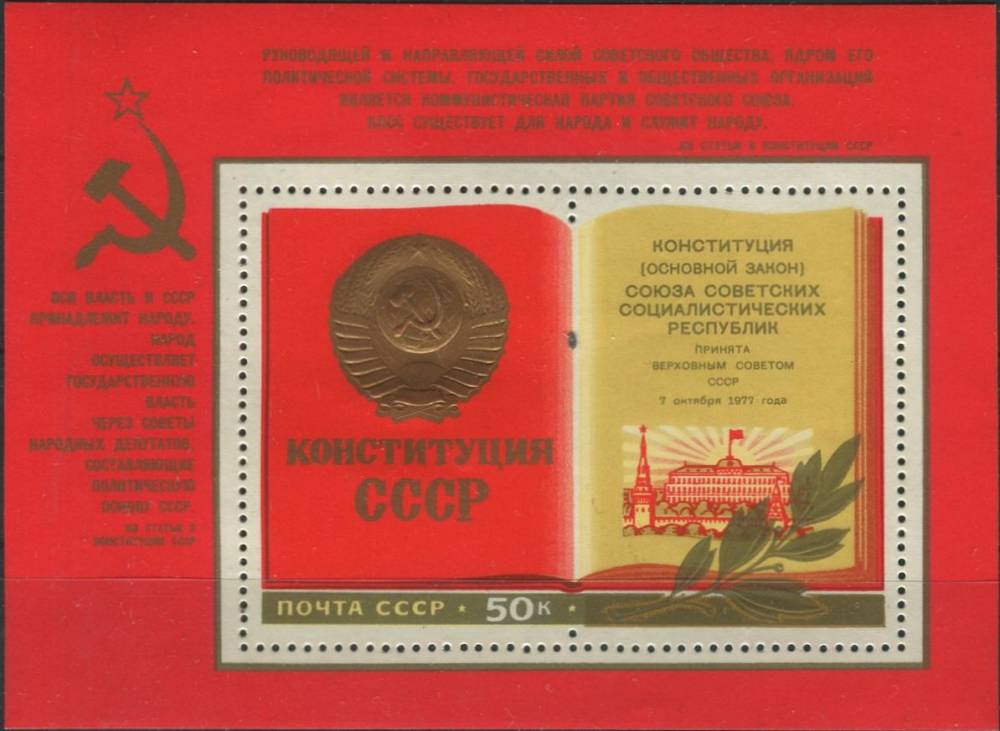 РУКОВОДЯЩЕЙ И НАПРАВЛЯЮЩЕЙ СИЛОЙ СОВЕТСКОГО ОБЩЕСТВА, ЯДРОМ ЕГО
ПОЛИТИЧЕСКОЙ СИСТЕМЫ, ГОСУДАРСТВЕННЫХ И ОБЩЕСТВЕННЫХ ОРГАНИЗАЦИЙ
ЯВЛЯЕТСЯ КОММУНИСТИЧЕСКАЯ ПАРТИЯ СОВЕТСКОГО СОЮЗА.
КПСС СУЩЕСТВУЕТ ДЛЯ НАРОДА И СЛУЖИТ НАРОДУ.
ИЗ СТАТЬИ 6 КОНСТИТУЦИИ СССР
ВСЯ ВЛАСТЬ В СССР
ПРИНАДЛЕЖИТ НАРОДУ.
НАРОД
ОСУЩЕСТВЛЯЕТ
ГОСУДАРСТВЕННУЮ
ВЛАСТЬ
ЧЕРЕЗ СОВЕТЫ
НАРОДНЫХ ДЕПУТАТОВ,
СОСТАВЛЯЮЩИЕ
ПОЛИТИЧЕСКУЮ
ОСНОВУ СССР.
ИЗ СТАТЬИ 2
КОНСТИТУЦИИ СССР
КОНСТИТУЦИЯ
СССР
КОНСТИТУЦИЯ
(ОСНОВНОЙ ЗАКОН)
СОЮЗА СОВЕТСКИХ
СОЦИАЛИСТИЧЕСКИХ
РЕСПУБЛИК
ПРИНЯТА
ВЕРХОВНЫМ СОВЕТОМ
СССР
7 октября 1977 года
ПОЧТА СССР ★ 50К ★